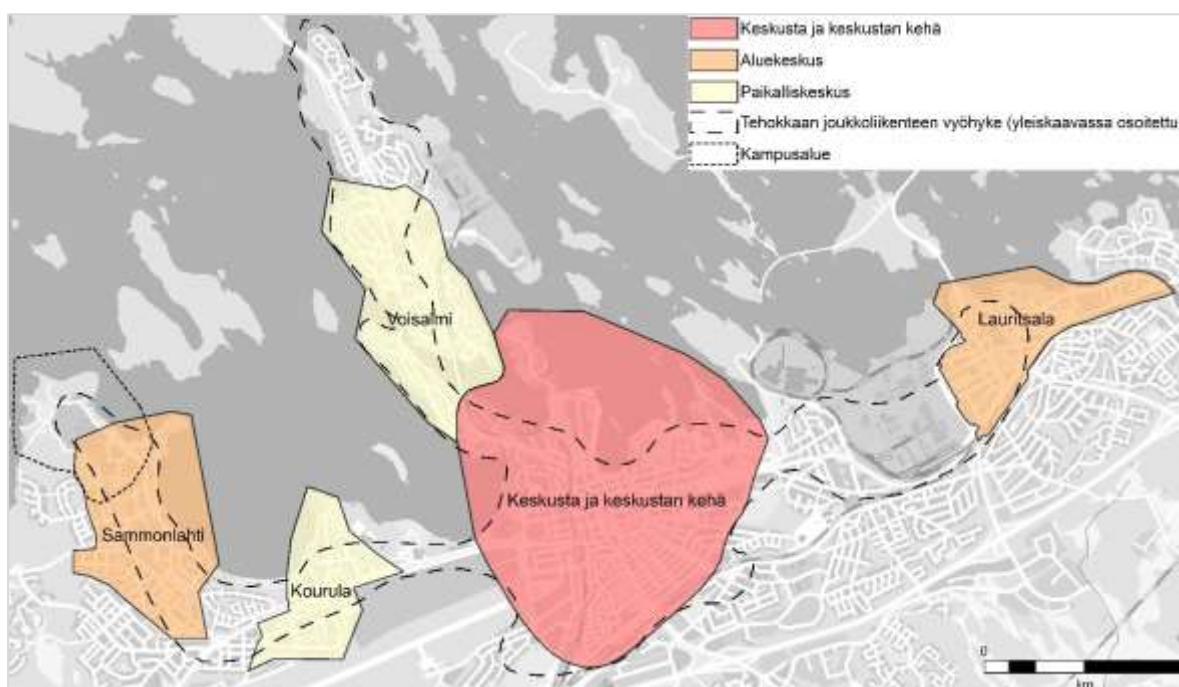 Keskusta ja keskustan kehä
Aluekeskus
Paikalliskeskus
Tehokkaan joukkoliikenteen vyöhyke (yleiskaavassa osoitettu
Kampusalue
Voisalmi
Lauritsala
Keskusta ja keskustan kehä
Sammonlahti
Kourula
0
km